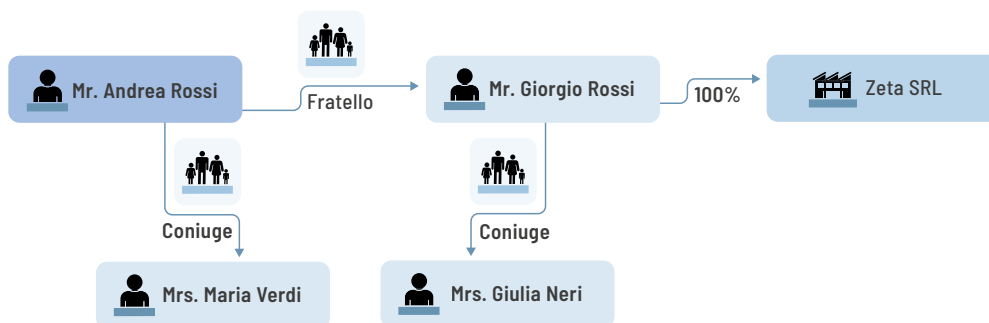 Mr. Andrea Rossi
Fratello
Mr. Giorgio Rossi
100%
Zeta SRL
Coniuge
Coniuge
Mrs. Maria Verdi
Mrs. Giulia Neri